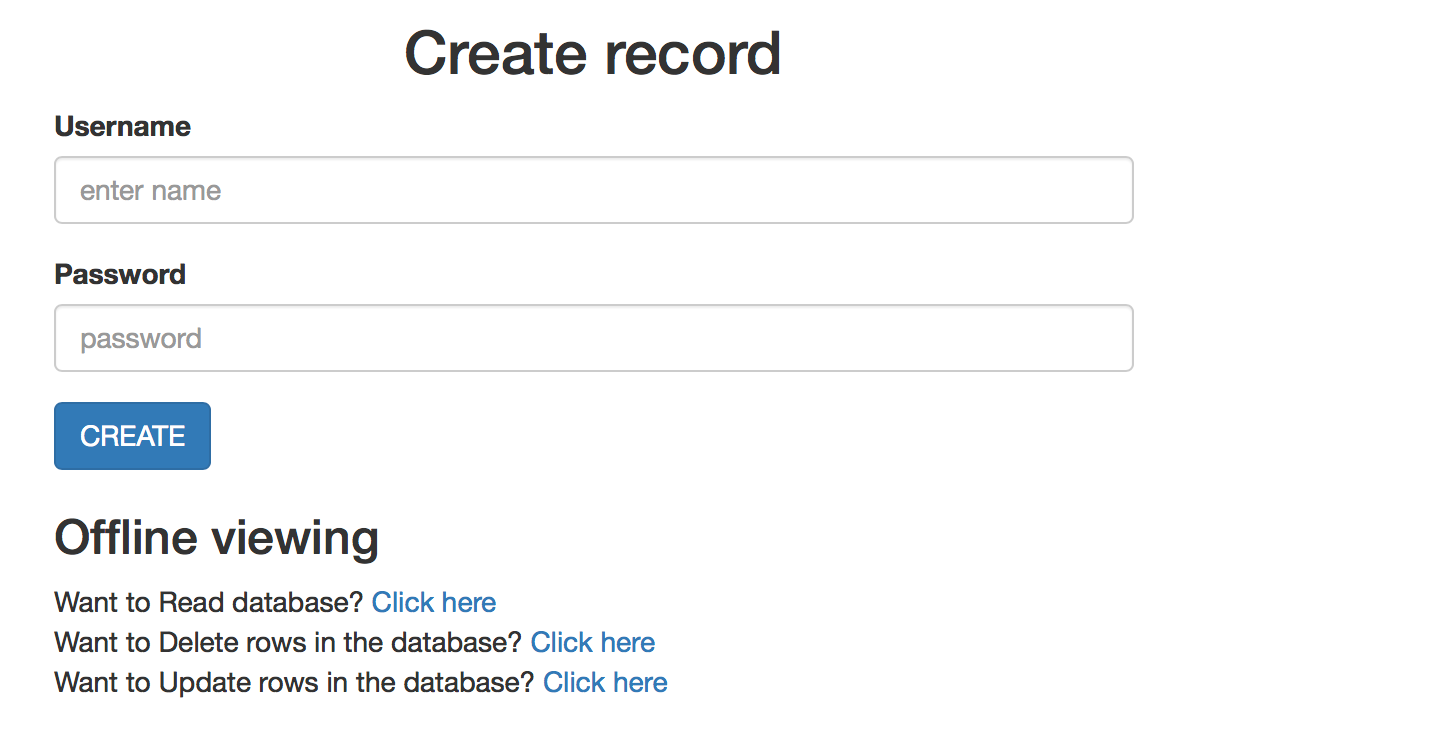 Create record
Username
enter name
Password
password
CREATE
Offline viewing
Want to Read database? Click here
Want to Delete rows in the database? Click here
Want to Update rows in the database? Click here